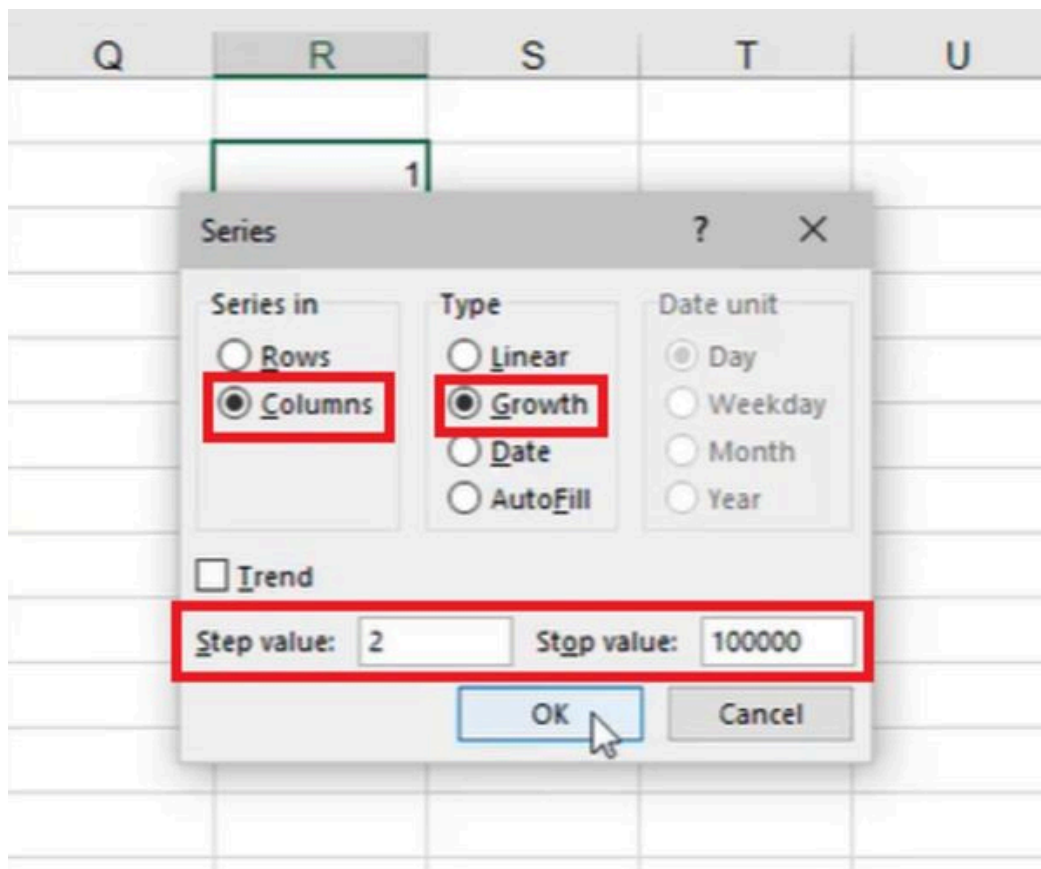 Q R S T U
1
Series ?
Series in Type Date unit
Rows Linear Day
Columns Growth Weekday
Date Month
AutoFill Year
Trend
Step value: 2 Stop value: 100000
OK Cancel